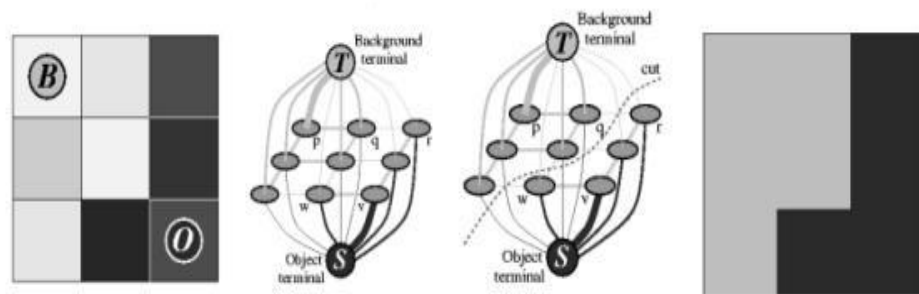 B
O
Background
terminal
T
p
q
r
w
v
S
Object
terminal
Background
terminal
T
cut
p
q
r
w
v
S
Object
terminal